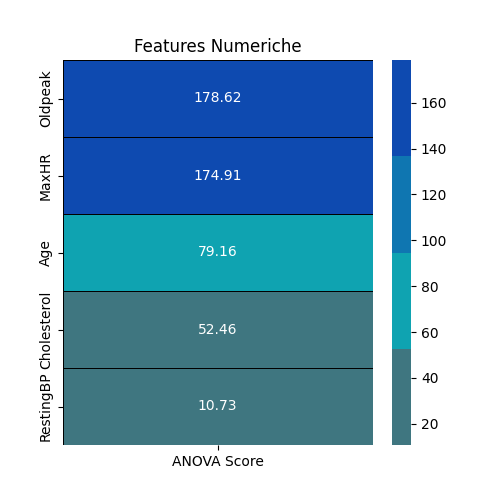 Features Numeriche
Oldpeak
178.62
MaxHR
174.91
Age
79.16
Cholesterol
52.46
RestingBP
10.73
ANOVA Score
160
140
120
100
80
60
40
20